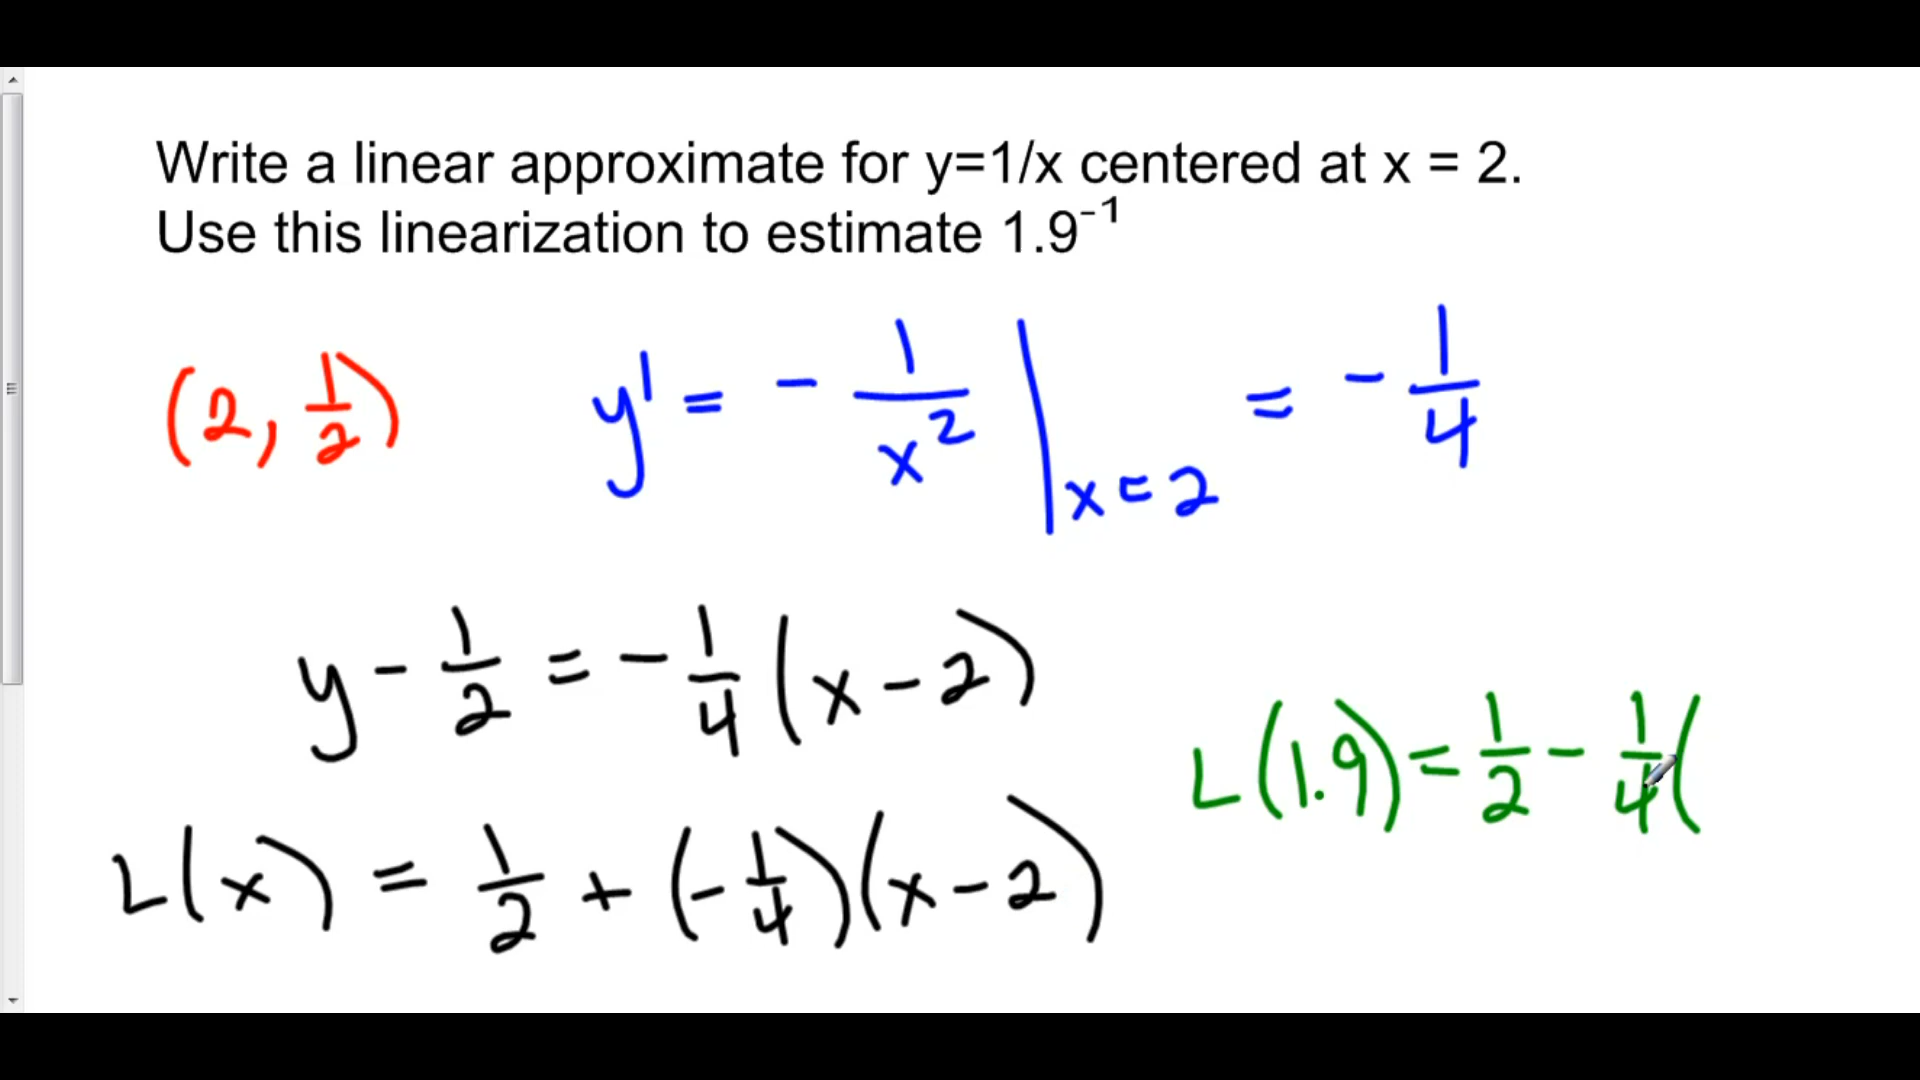 Write a linear approximate for y=1/x centered at x = 2.
Use this linearization to estimate 1.9⁻¹
(2, 1/2)
y' = - 1/x² | x=2 = - 1/4
y - 1/2 = - 1/4 (x - 2)
L(1.9) = 1/2 - 1/4 (
L(x) = 1/2 + (- 1/4)(x - 2)